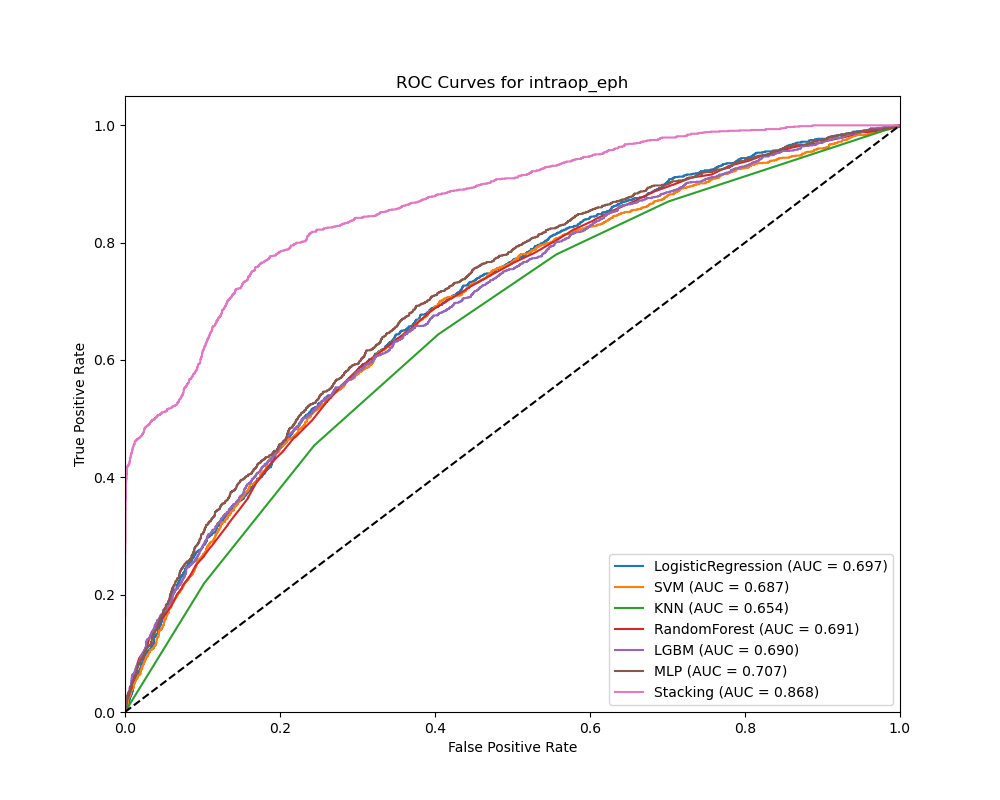 ROC Curves for intraop_eph
True Positive Rate
1.0
0.8
0.6
0.4
0.2
0.0
LogisticRegression (AUC = 0.697)
SVM (AUC = 0.687)
KNN (AUC = 0.654)
RandomForest (AUC = 0.691)
LGBM (AUC = 0.690)
MLP (AUC = 0.707)
Stacking (AUC = 0.868)
0.0 0.2 0.4 0.6 0.8 1.0
False Positive Rate